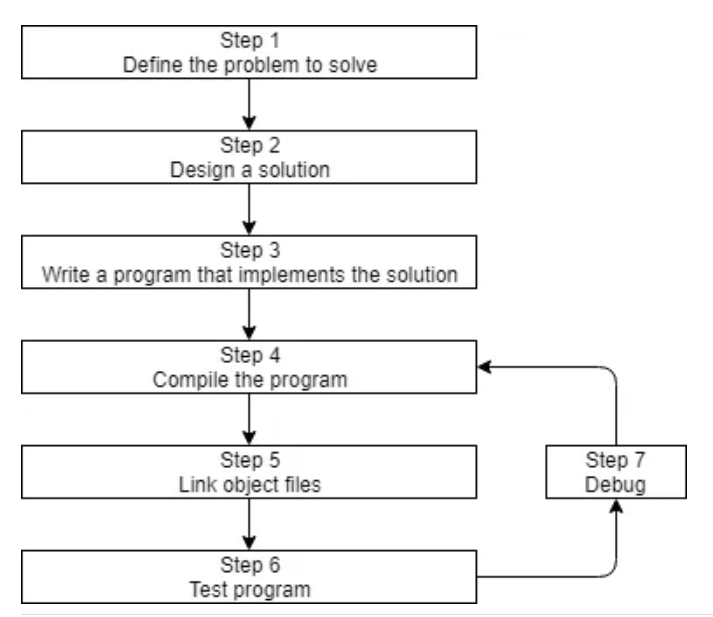 Step 1
Define the problem to solve
Step 2
Design a solution
Step 3
Write a program that implements the solution
Step 4
Compile the program
Step 5
Link object files
Step 7
Debug
Step 6
Test program